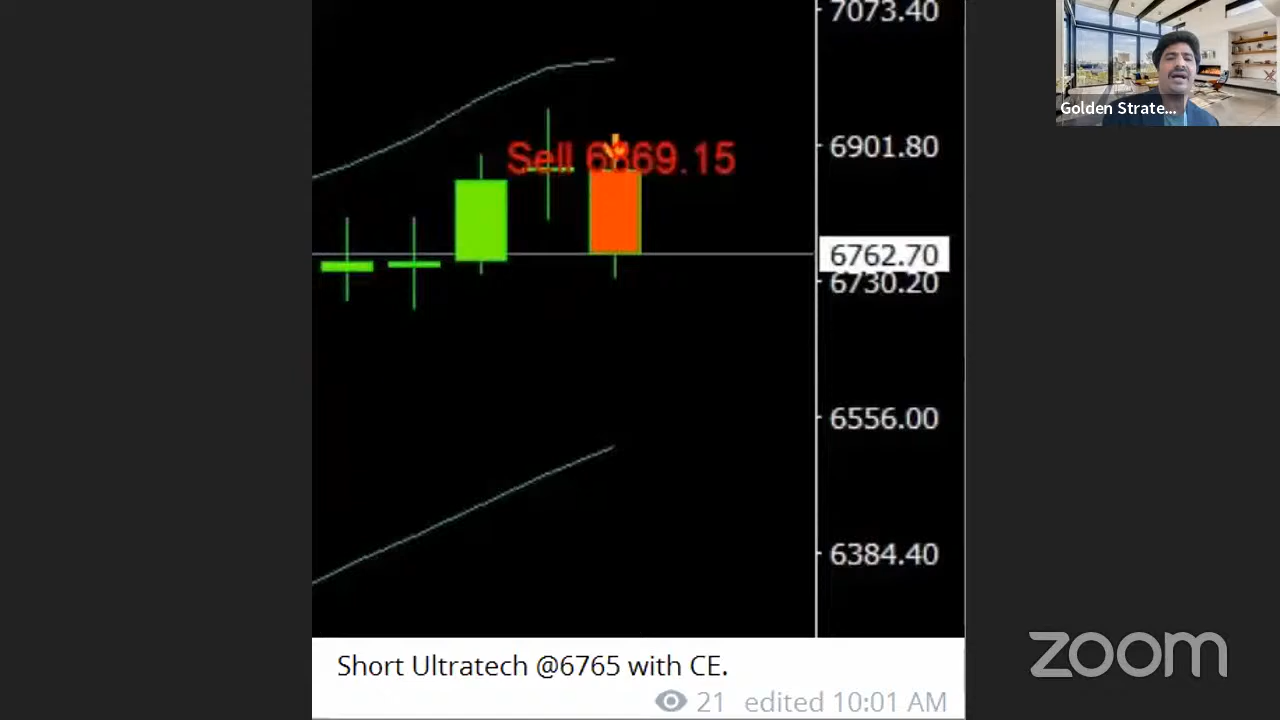 7073.40
Golden Strate...
Sell 6869.15
6901.80
6762.70
6730.20
6556.00
6384.40
Short Ultratech @6765 with CE.
21 edited 10:01 AM
zoom